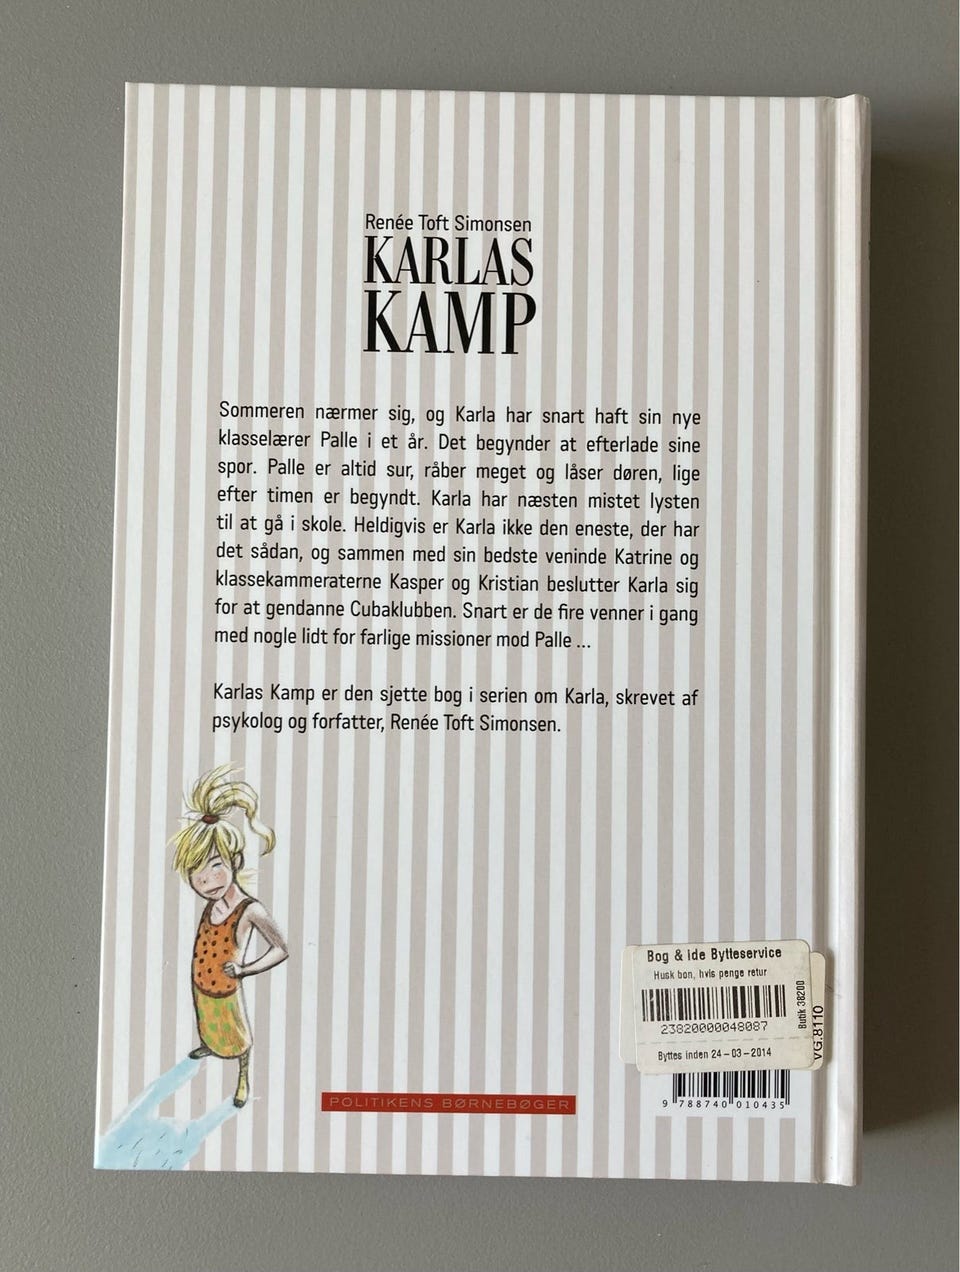 Renée Toft Simonsen
KARLAS
KAMP
Sommeren nærmer sig, og Karla har snart haft sin nye
klasselærer Palle i et år. Det begynder at efterlade sine
spor. Palle er altid sur, råber meget og låser døren, lige
efter timen er begyndt. Karla har næsten mistet lysten
til at gå i skole. Heldigvis er Karla ikke den eneste, der har
det sådan, og sammen med sin bedste veninde Katrine og
klassekammeraterne Kasper og Kristian beslutter Karla sig
for at gendanne Cubaklubben. Snart er de fire venner i gang
med nogle lidt for farlige missioner mod Palle ...
Karlas Kamp er den sjette bog i serien om Karla, skrevet af
psykolog og forfatter, Renée Toft Simonsen.
Bog & ide Bytteservice
Husk bon, hvis penge retur
23820000048087
Butik 38200
Byttes inden 24-03-2014
VG.8110
POLITIKENS BØRNEBØGER
9 788740 010435